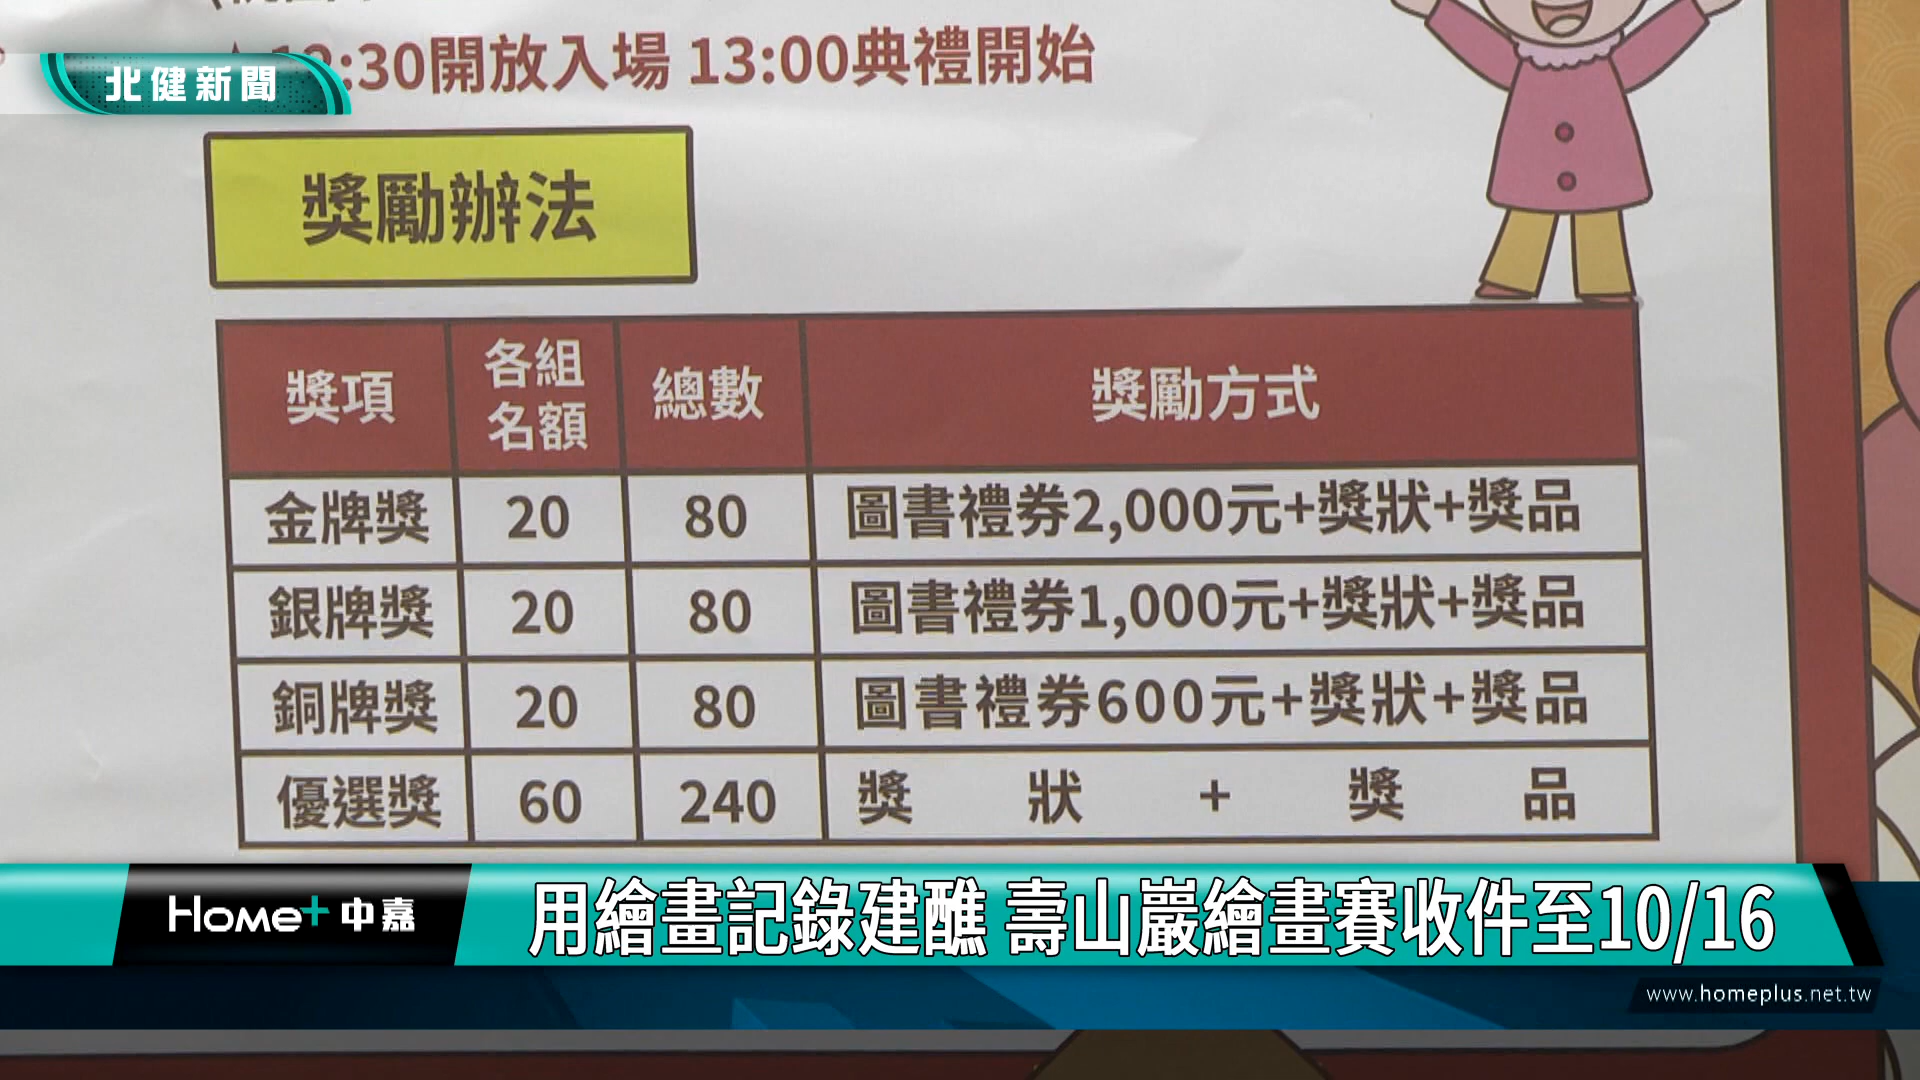 :30開放入場 13:00典禮開始
北健新聞
獎勵辦法
獎項 各組名額 總數 獎勵方式
金牌獎 20 80 圖書禮券2,000元+獎狀+獎品
銀牌獎 20 80 圖書禮券1,000元+獎狀+獎品
銅牌獎 20 80 圖書禮券600元+獎狀+獎品
優選獎 60 240 獎狀+獎品
Home+ 中嘉
用繪畫記錄建醮 壽山巖繪畫賽收件至10/16
www.homeplus.net.tw